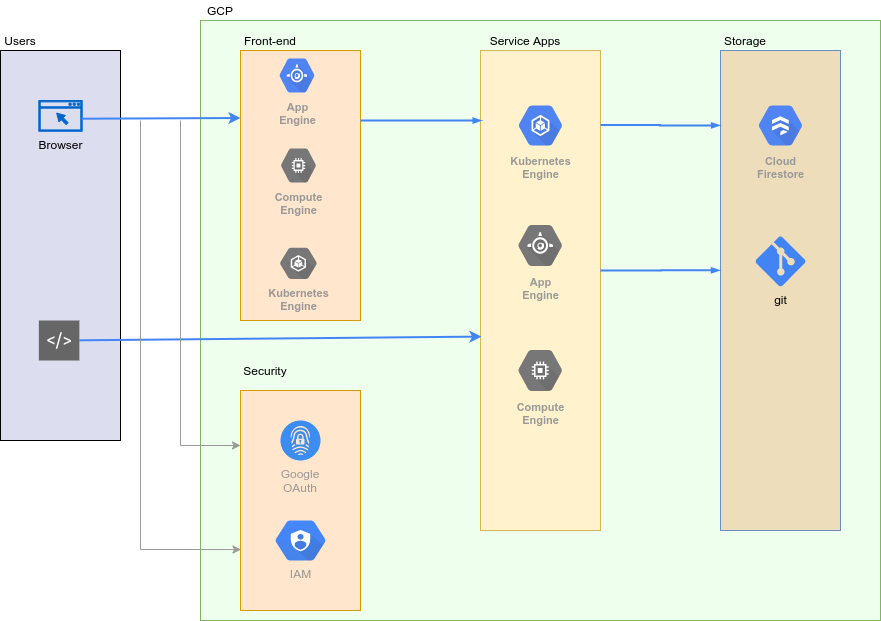 GCP
Users
Front-end
Service Apps
Storage
App
Engine
Browser
Kubernetes
Engine
Cloud
Firestore
Compute
Engine
Kubernetes
Engine
App
Engine
git
</>
Security
Compute
Engine
Google
OAuth
IAM